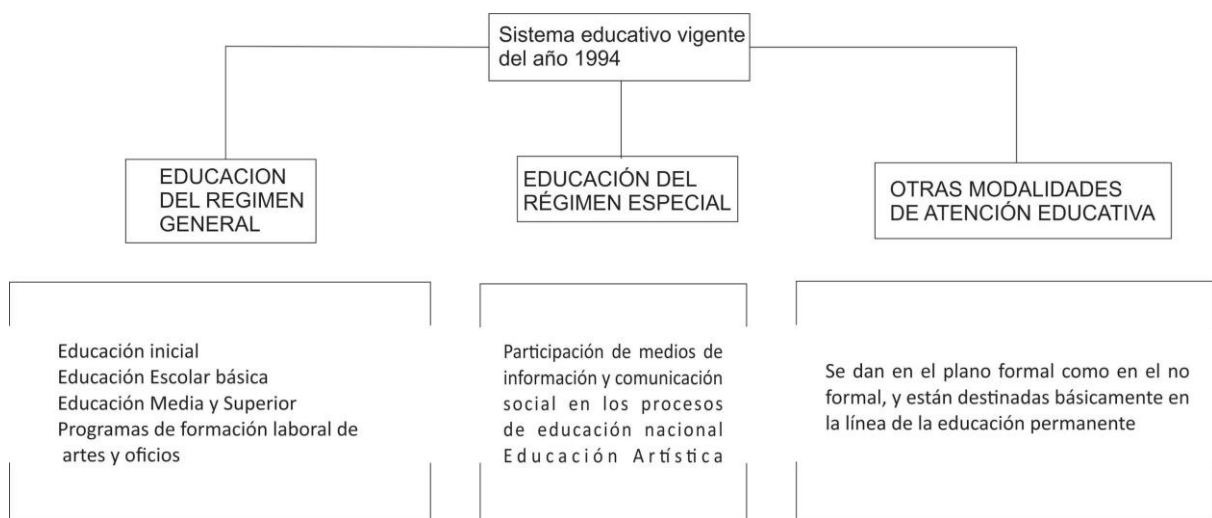 Sistema educativo vigente
del año 1994
EDUCACION
DEL REGIMEN
GENERAL
EDUCACIÓN DEL
RÉGIMEN ESPECIAL
OTRAS MODALIDADES
DE ATENCIÓN EDUCATIVA
Educación inicial
Educación Escolar básica
Educación Media y Superior
Programas de formación laboral de
artes y oficios
Participación de medios de
información y comunicación
social en los procesos
de educación nacional
Educación Artística
Se dan en el plano formal como en el no
formal, y están destinadas básicamente en
la línea de la educación permanente